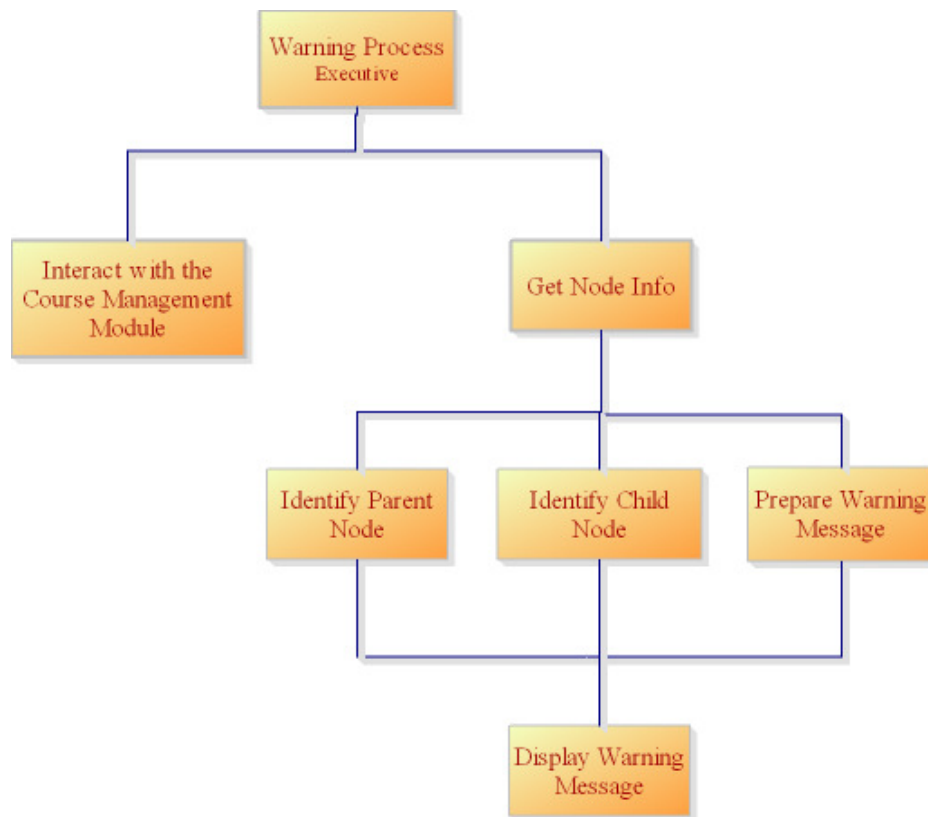 Warning Process
Executive
Interact with the
Course Management
Module
Get Node Info
Identify Parent
Node
Identify Child
Node
Prepare Warning
Message
Display Warning
Message